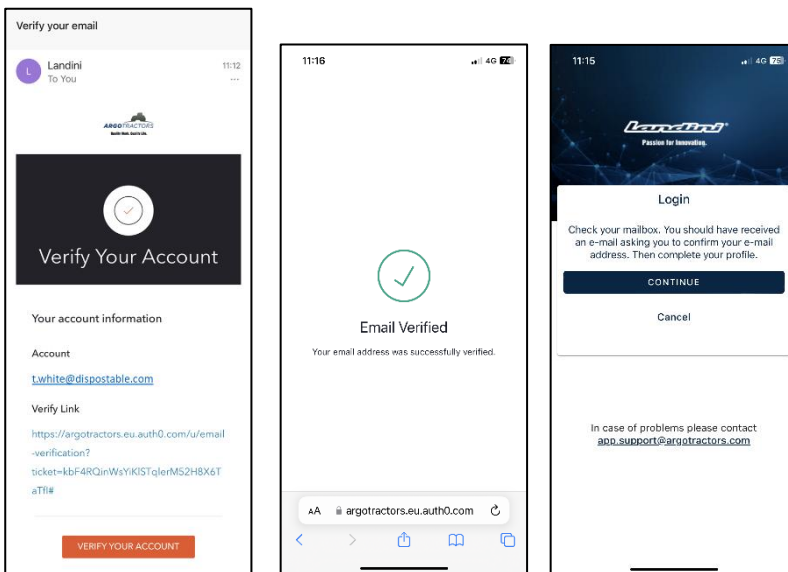 Verify your email
L
Landini
11:12
To You
...
ARGOTRACTORS
Verify Your Account
Your account information
Account
t.white@dispostable.com
Verify Link
https://argotractors.eu.auth0.com/u/email
-verification?
ticket=kbF4RQinWsYiKlSTqlerM52H8X6T
aTfl#
VERIFY YOUR ACCOUNT
11:16
4G 74
Email Verified
Your email address was successfully verified.
AA argotractors.eu.auth0.com
11:15
4G 75
Landini
Passion for Innovation.
Login
Check your mailbox. You should have received
an e-mail asking you to confirm your e-mail
address. Then complete your profile.
CONTINUE
Cancel
In case of problems please contact
app.support@argotractors.com